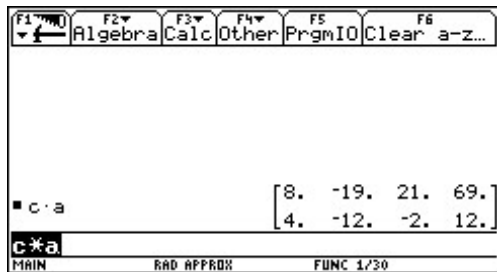 F1 F2 Algebra F3 Calc F4 Other F5 PrgmIO F6 Clear a-z…
c·a [8. -19. 21. 69.]
[4. -12. -2. 12.]
c*a
MAIN RAD APPROX FUNC 1/30